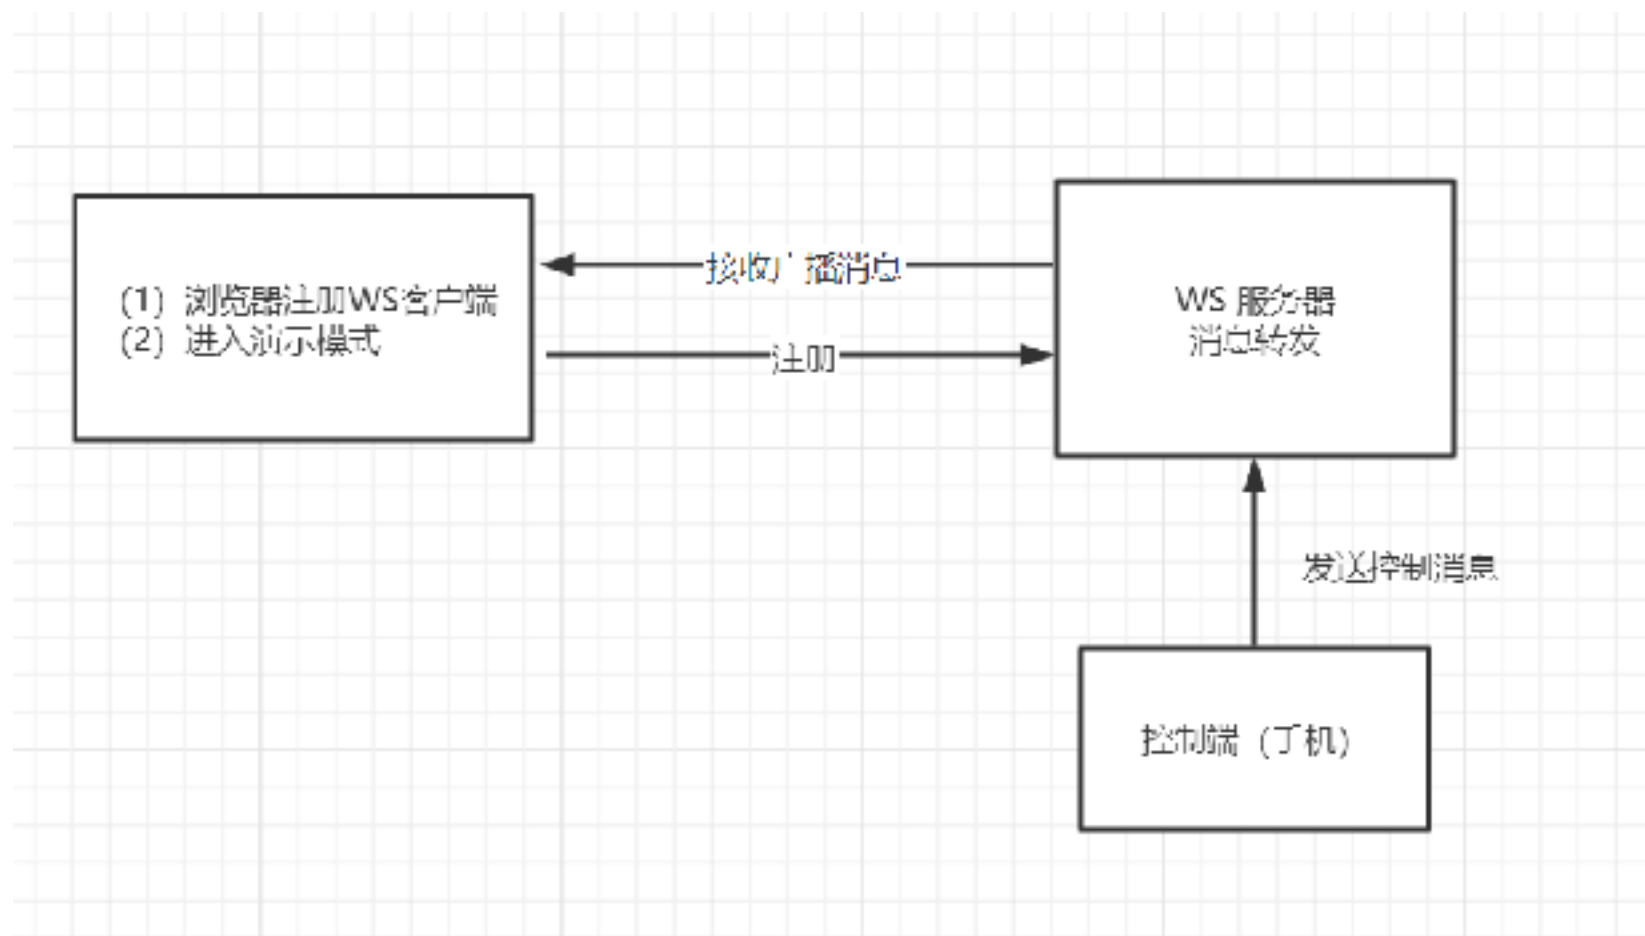 接收广播消息
(1) 浏览器注册WS客户端
(2) 进入演示模式
注册
WS 服务器
消息转发
发送控制消息
控制端（手机）